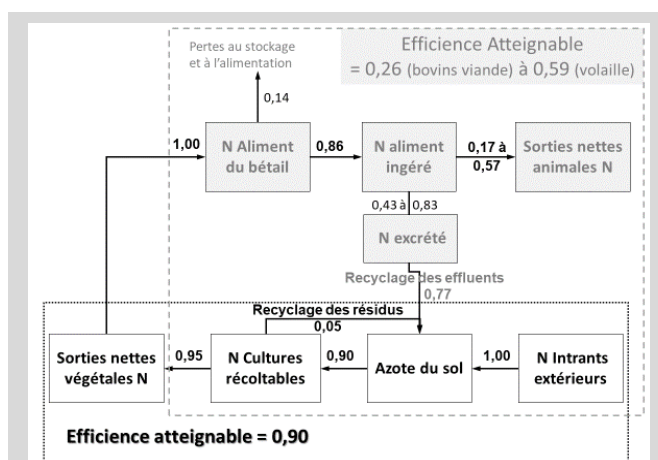 Pertes au stockage
et à l'alimentation
Efficience Atteignable
= 0,26 (bovins viande) à 0,59 (volaille)
0,14
1,00
N Aliment
du bétail
0,86
N aliment
ingéré
0,17 à
0,57
Sorties nettes
animales N
0,43 à 0,83
N excrété
Recyclage des effluents
0,77
Recyclage des résidus
0,05
Sorties nettes
végétales N
0,95
N Cultures
récoltables
0,90
Azote du sol
1,00
N Intrants
extérieurs
Efficience atteignable = 0,90